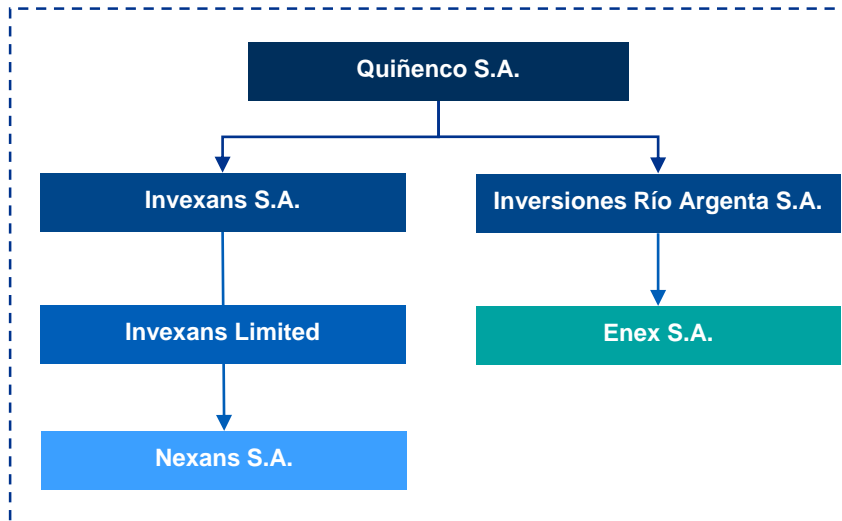 Quiñenco S.A.
Invexans S.A.
Inversiones Río Argenta S.A.
Invexans Limited
Enex S.A.
Nexans S.A.